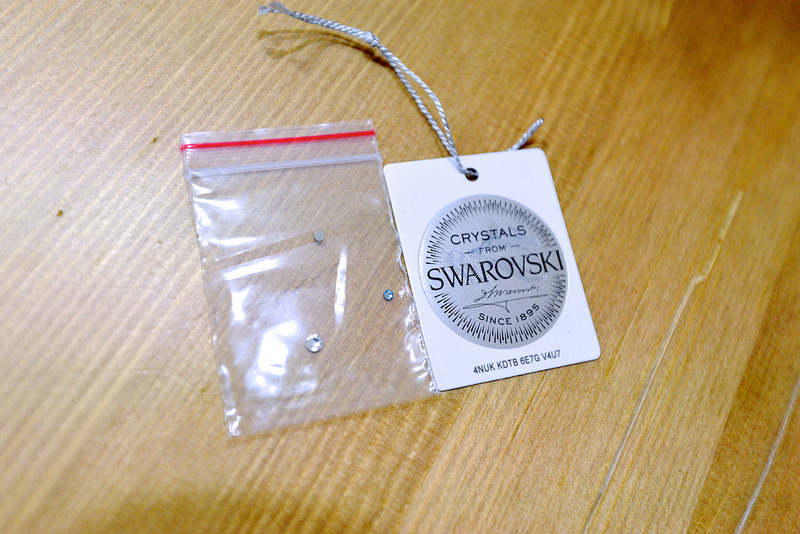 CRYSTALS
FROM
SWAROVSKI
SINCE 1895
4NUK KDTB 6E7G V4U7